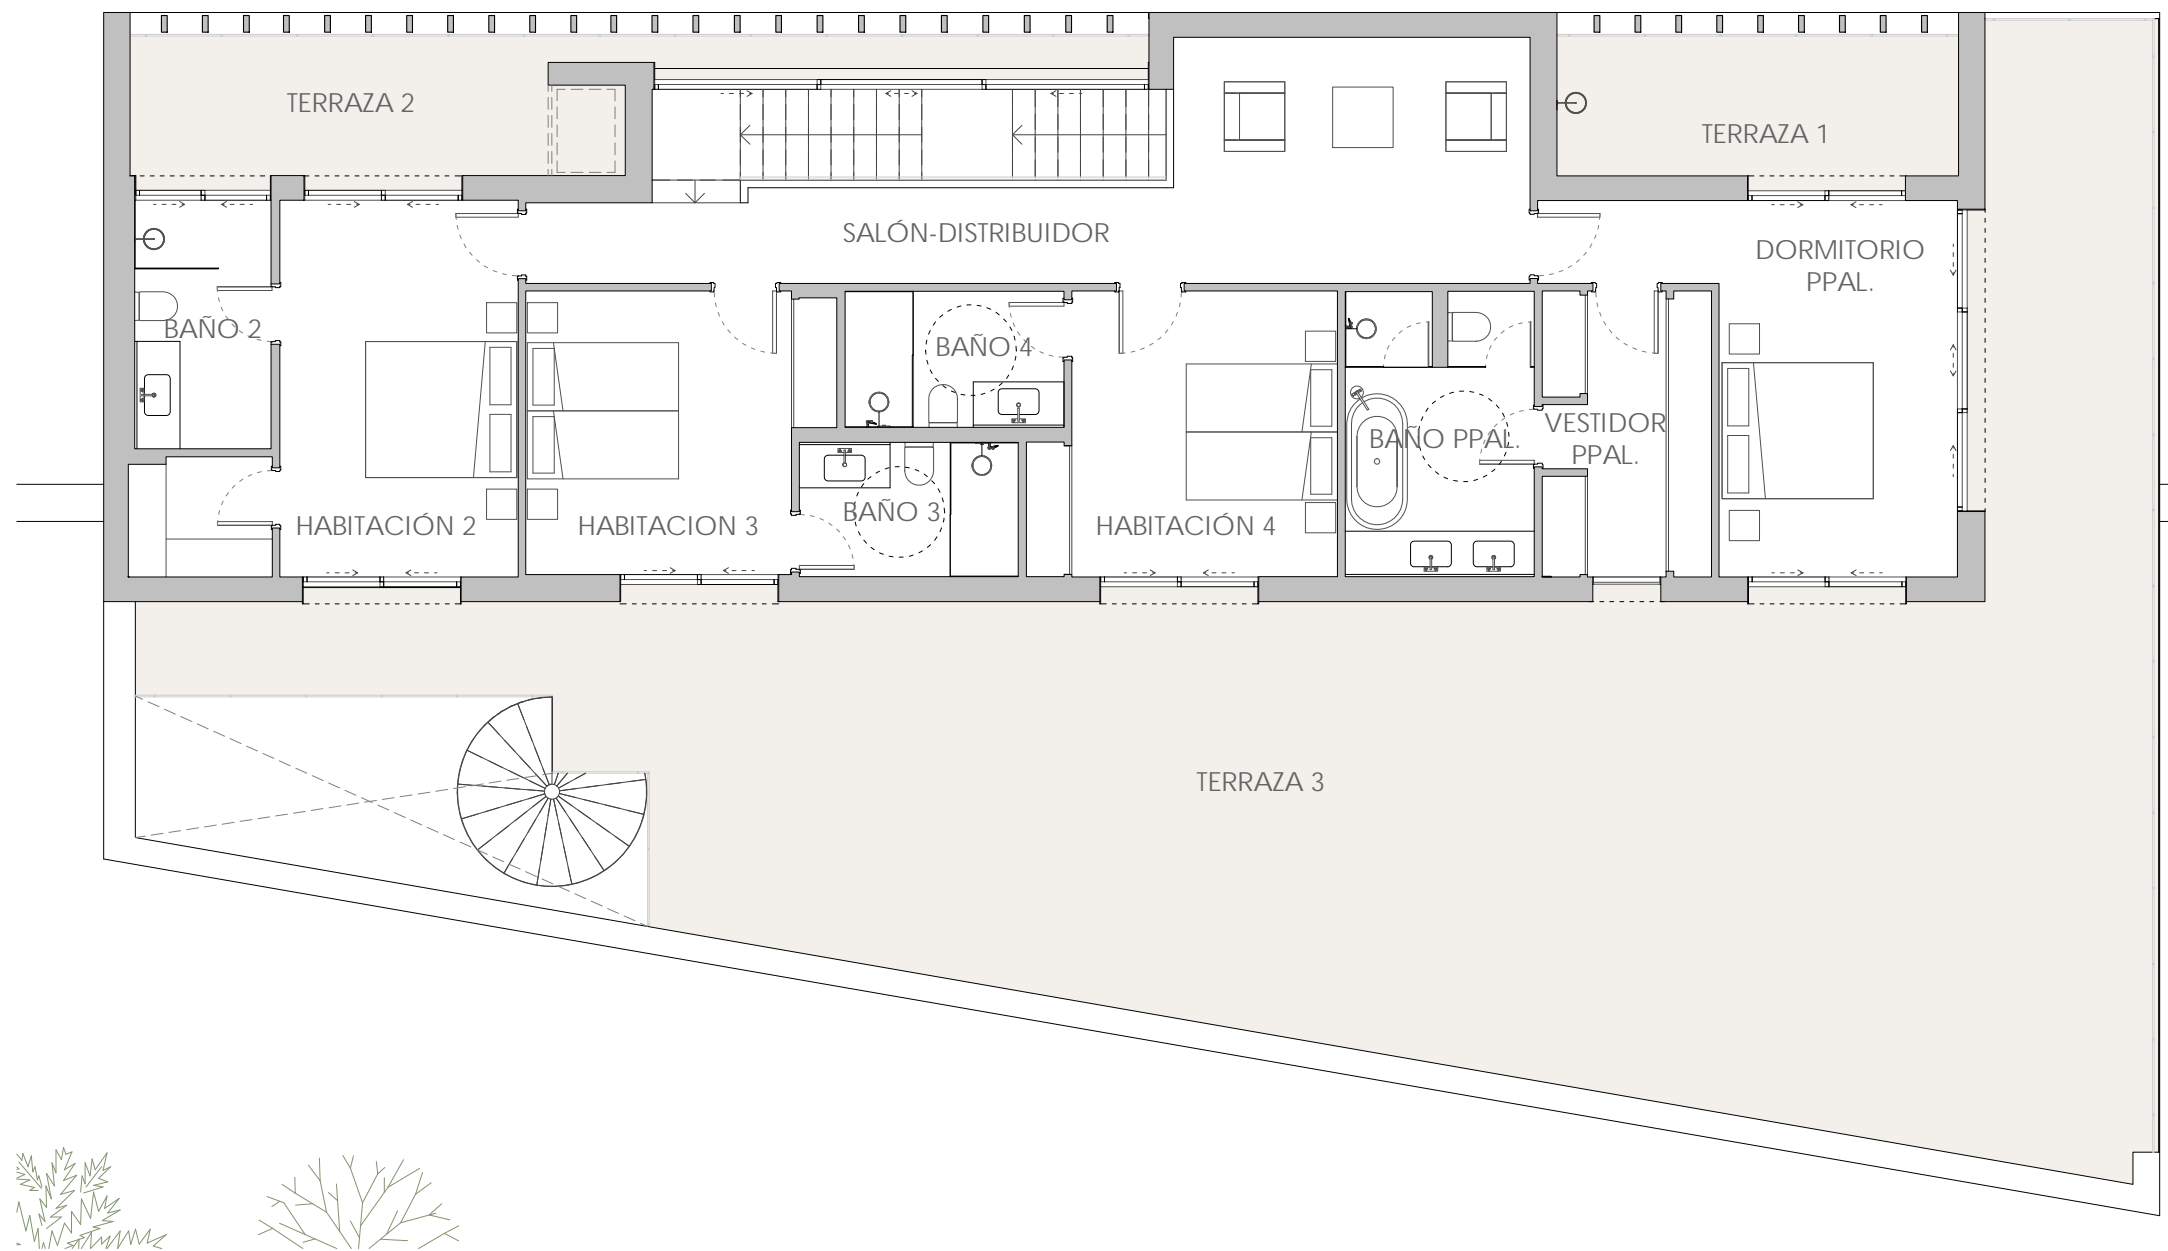 TERRAZA 2
TERRAZA 1
SALÓN-DISTRIBUIDOR
DORMITORIO
PPAL.
BAÑO 2
BAÑO 4
VESTIDOR
PPAL.
BAÑO PPAL.
BAÑO 3
HABITACIÓN 2
HABITACION 3
HABITACIÓN 4
TERRAZA 3